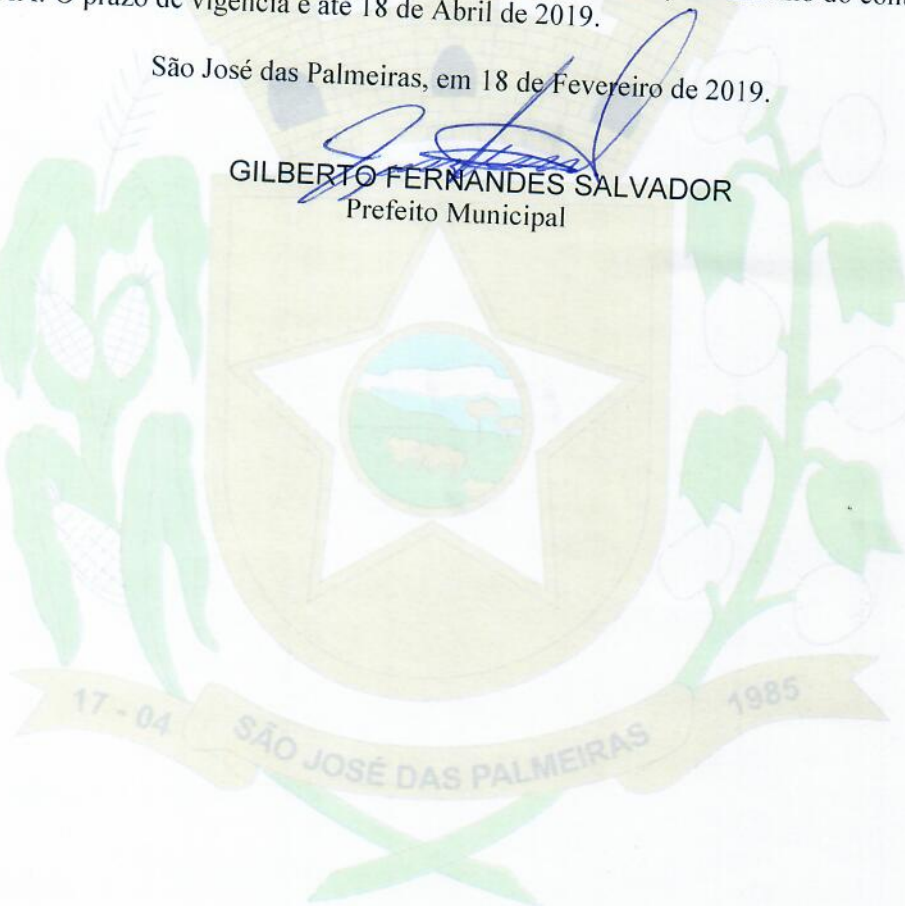 O prazo de vigência é até 18 de Abril de 2019.
São José das Palmeiras, em 18 de Fevereiro de 2019.
GILBERTO FERNANDES SALVADOR
Prefeito Municipal
17 - 04
SÃO JOSÉ DAS PALMEIRAS
1985